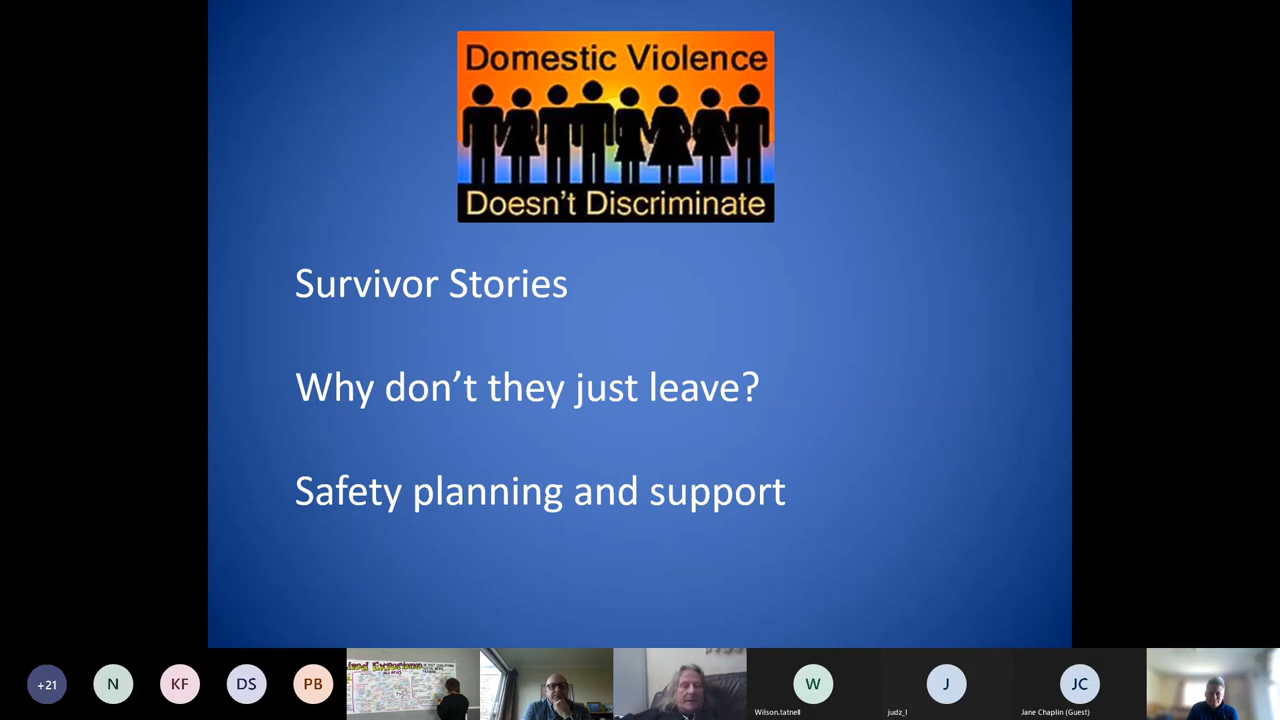 Domestic Violence
Doesn't Discriminate
Survivor Stories
Why don't they just leave?
Safety planning and support
+21
N
KF
DS
PB
W
Wilson.tatnell
J
judz_l
JC
Jane Chaplin (Guest)